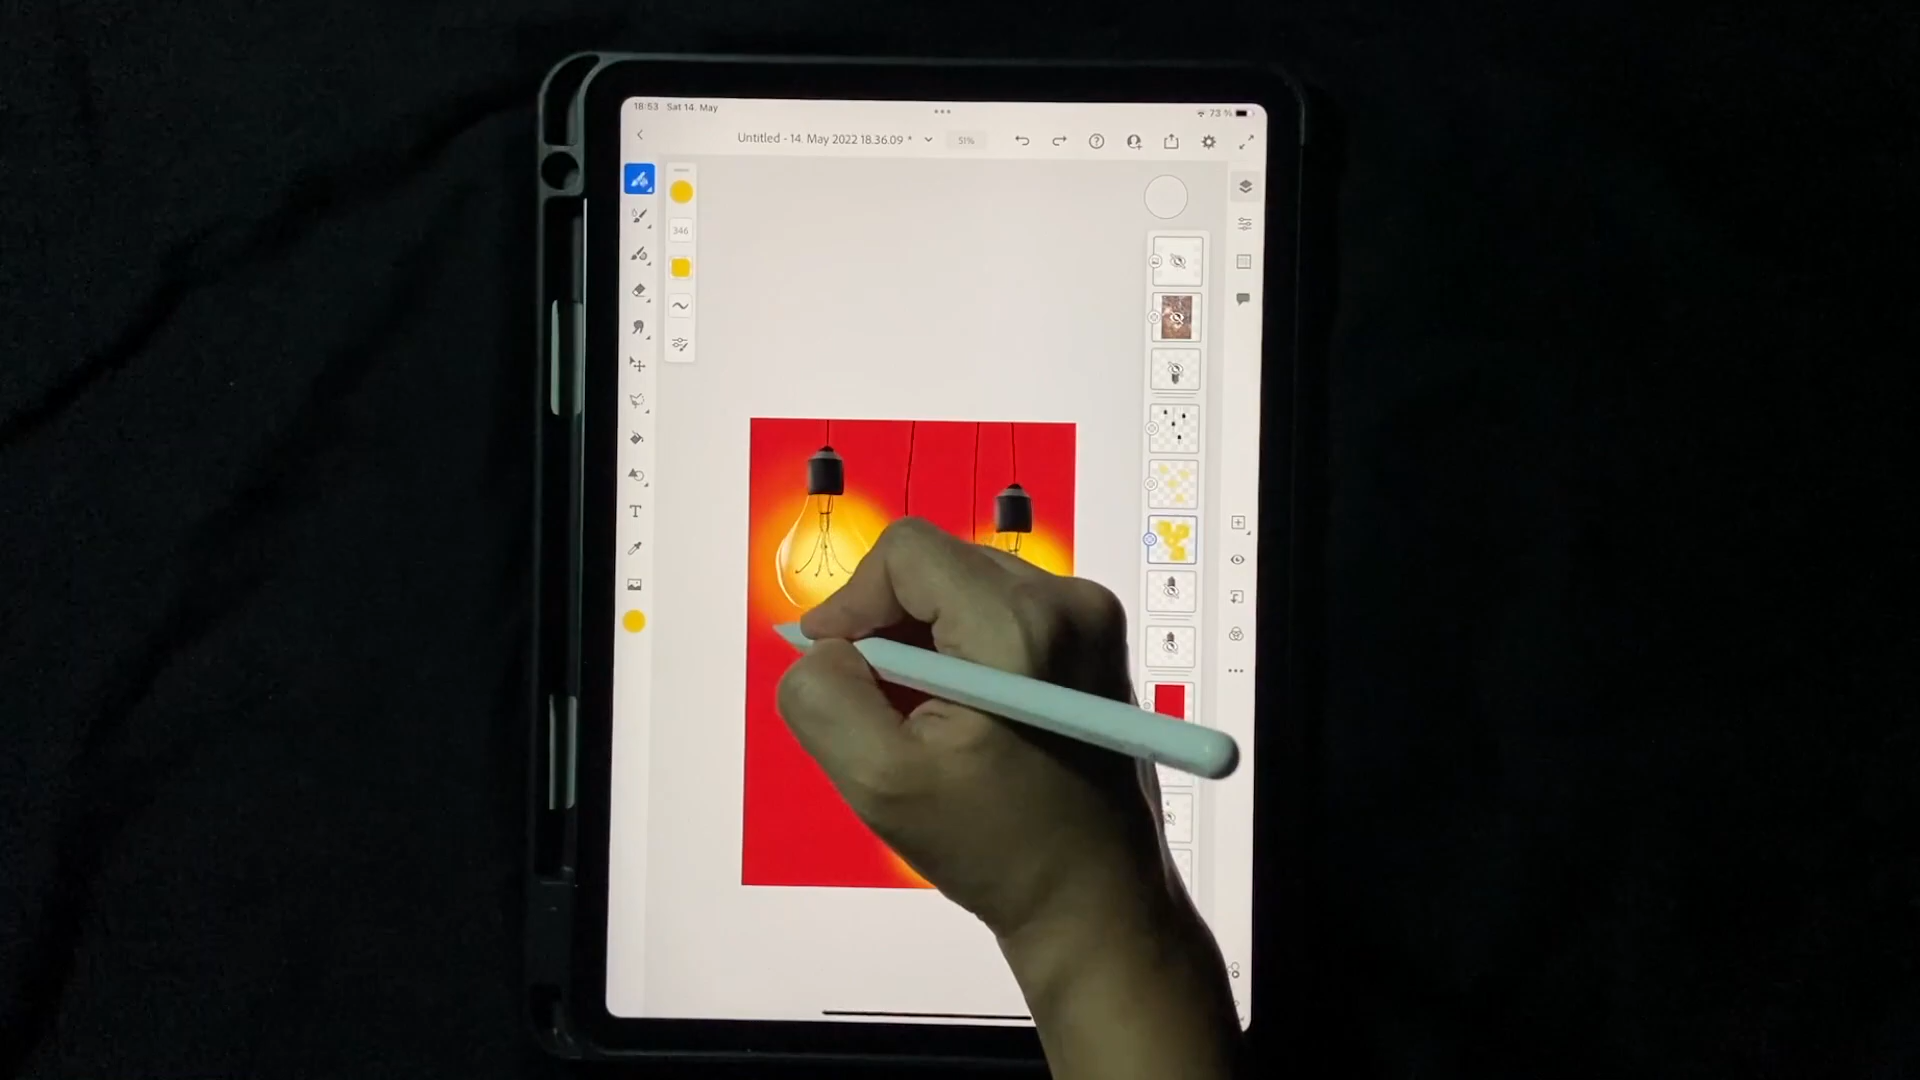 18:53 Sat 14. May
73 %
Untitled - 14. May 2022 18.36.09 *
51%
346
T